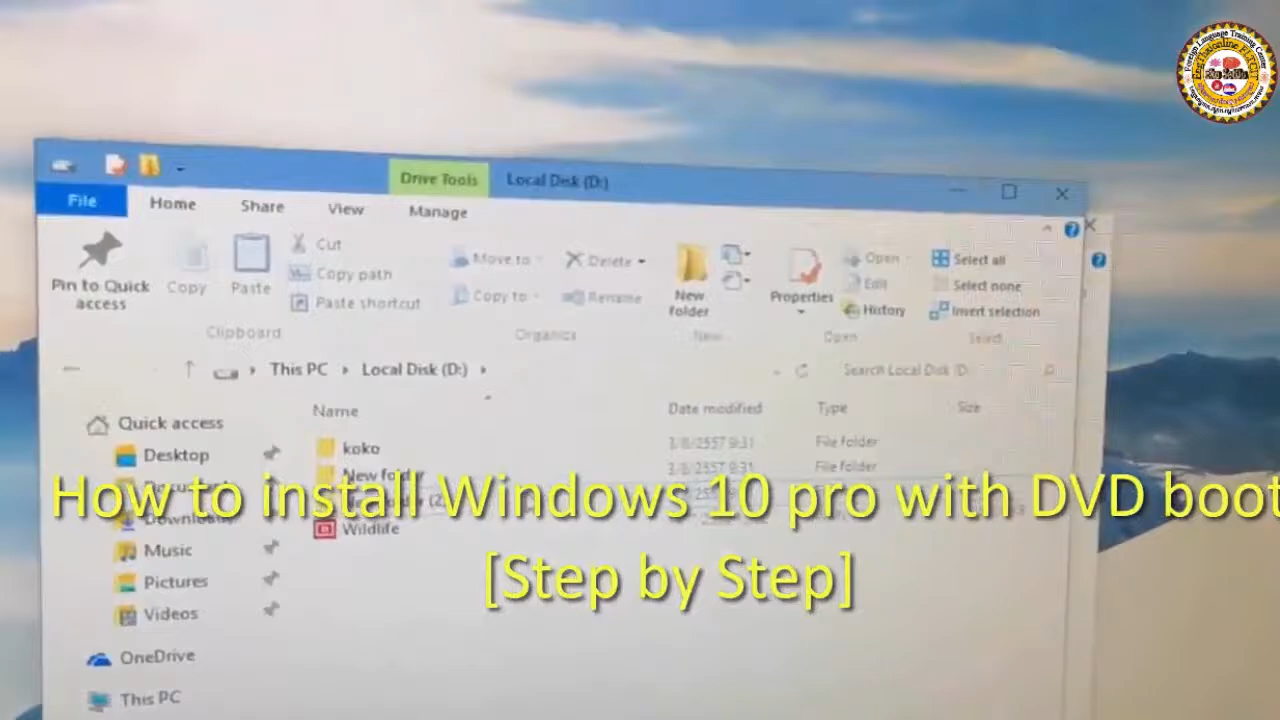 Drive Tools
Local Disk (D:)
File
Home
Share
View
Manage
Pin to Quick access
Copy
Paste
Cut
Copy path
Paste shortcut
Clipboard
Move to
Copy to
Delete
Rename
Organize
New folder
New
Properties
Open
Edit
History
Open
Select all
Select none
Invert selection
Select
This PC
Local Disk (D:)
Search Local Disk (D:
Name
Date modified
Type
Size
Quick access
Desktop
Music
Pictures
Videos
OneDrive
This PC
koko
3/8/2557 9:31
File folder
New folder
3/8/2557 9:31
File folder
Wildlife
How to install Windows 10 pro with DVD boot
[Step by Step]
Foreign Language Training Center